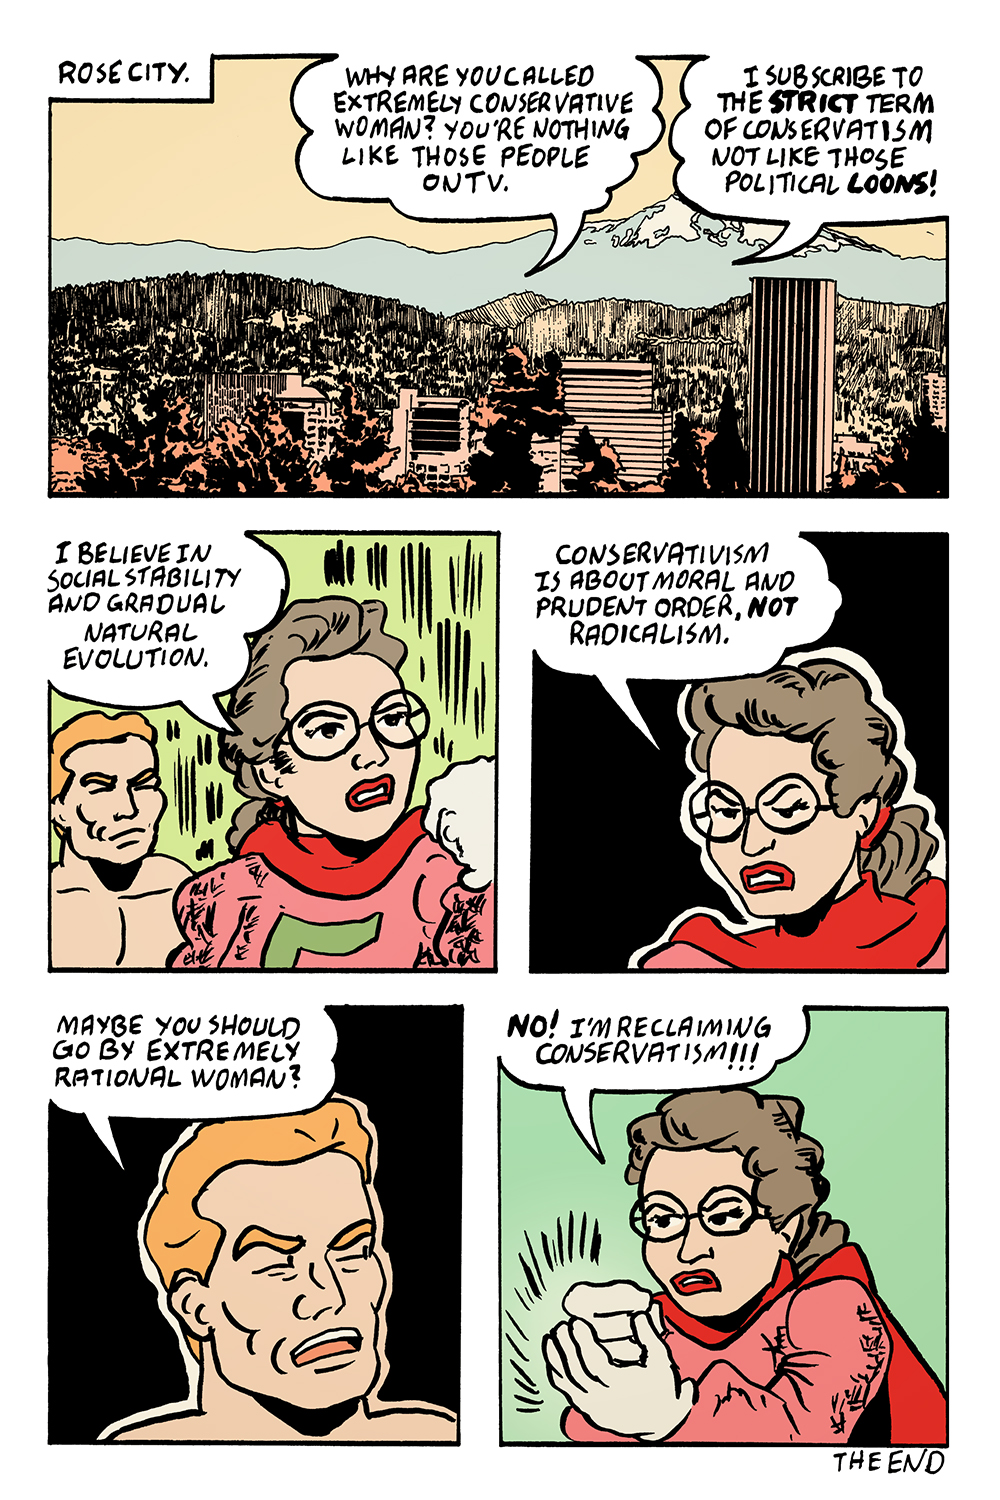 ROSE CITY.
WHY ARE YOU CALLED
EXTREMELY CONSERVATIVE
WOMAN? YOU'RE NOTHING
LIKE THOSE PEOPLE
ON TV.
I SUBSCRIBE TO
THE STRICT TERM
OF CONSERVATISM
NOT LIKE THOSE
POLITICAL LOONS!
I BELIEVE IN
SOCIAL STABILITY
AND GRADUAL
NATURAL
EVOLUTION.
CONSERVATIVISM
IS ABOUT MORAL AND
PRUDENT ORDER, NOT
RADICALISM.
MAYBE YOU SHOULD
GO BY EXTREMELY
RATIONAL WOMAN?
NO! I'M RECLAIMING
CONSERVATISM!!!
THE END